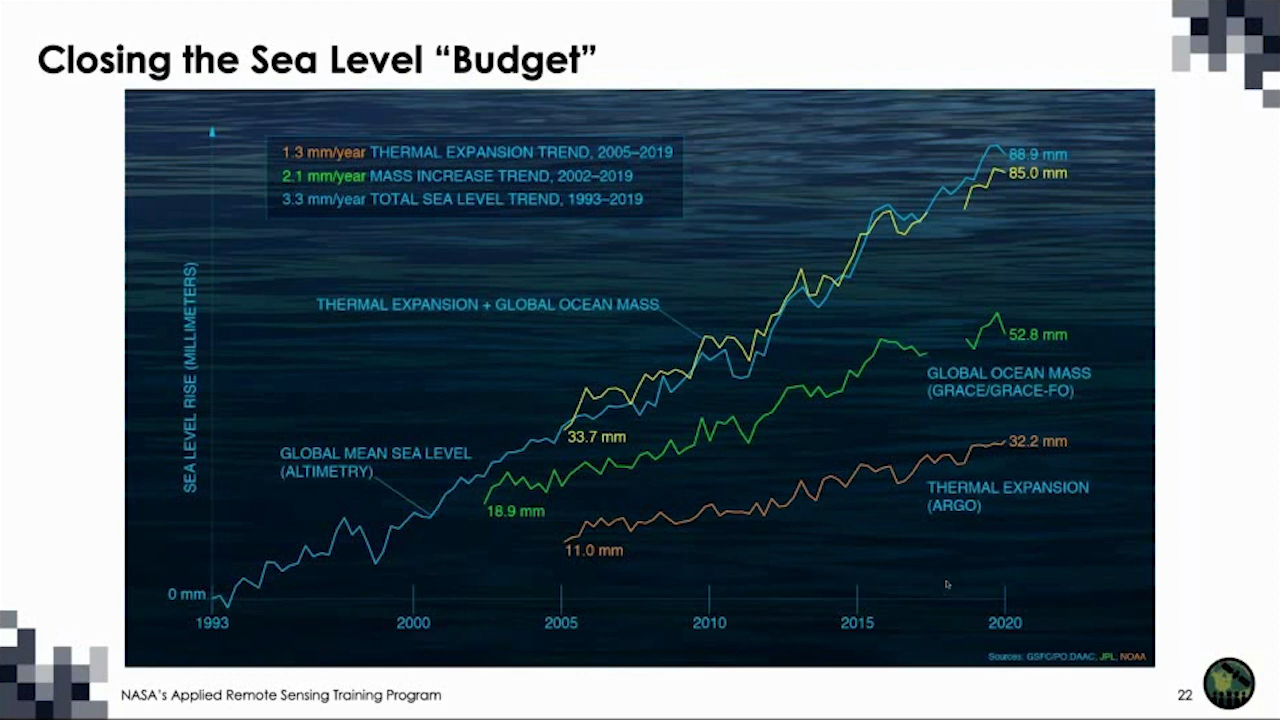 Closing the Sea Level “Budget”
1.3 mm/year THERMAL EXPANSION TREND, 2005–2019
2.1 mm/year MASS INCREASE TREND, 2002–2019
3.3 mm/year TOTAL SEA LEVEL TREND, 1993–2019
88.9 mm
85.0 mm
SEA LEVEL RISE (MILLIMETERS)
THERMAL EXPANSION + GLOBAL OCEAN MASS
52.8 mm
GLOBAL OCEAN MASS
(GRACE/GRACE-FO)
33.7 mm
32.2 mm
GLOBAL MEAN SEA LEVEL
(ALTIMETRY)
THERMAL EXPANSION
(ARGO)
18.9 mm
11.0 mm
0 mm
1993
2000
2005
2010
2015
2020
Sources: GSFC/PO.DAAC; JPL; NOAA
NASA’s Applied Remote Sensing Training Program
22